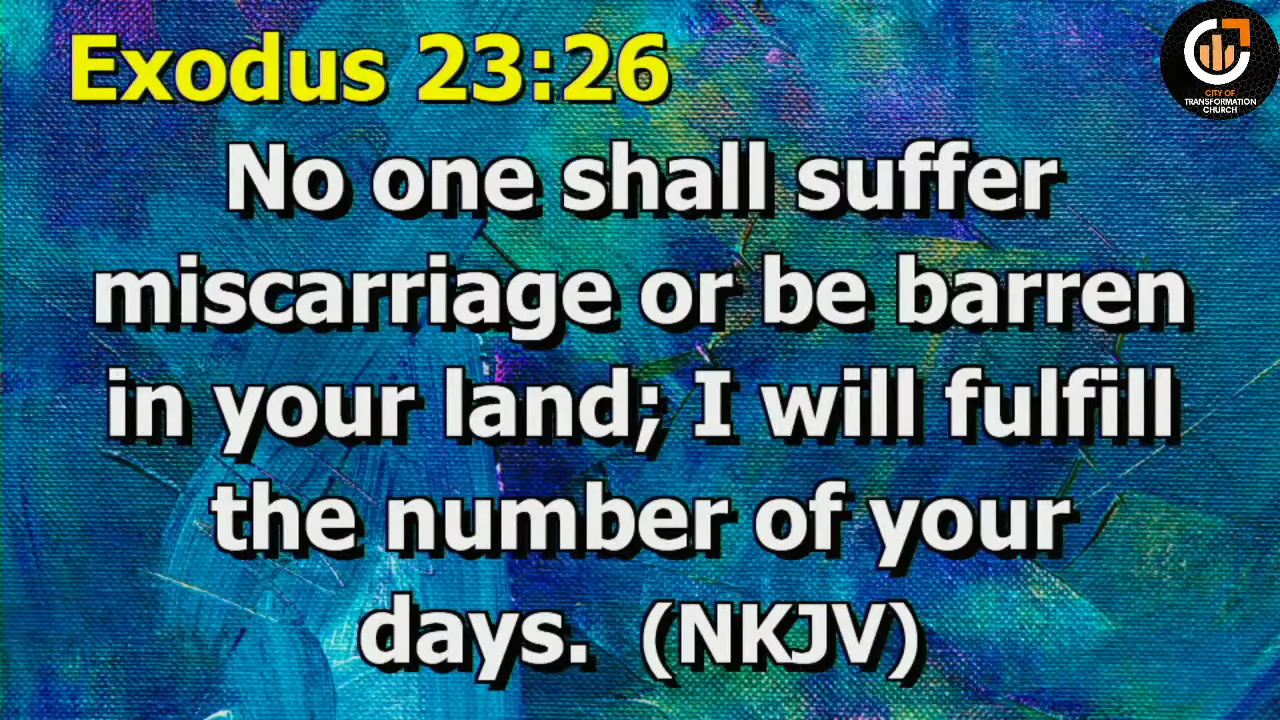 Exodus 23:26
CITY OF
TRANSFORMATION
CHURCH
No one shall suffer
miscarriage or be barren
in your land; I will fulfill
the number of your
days. (NKJV)